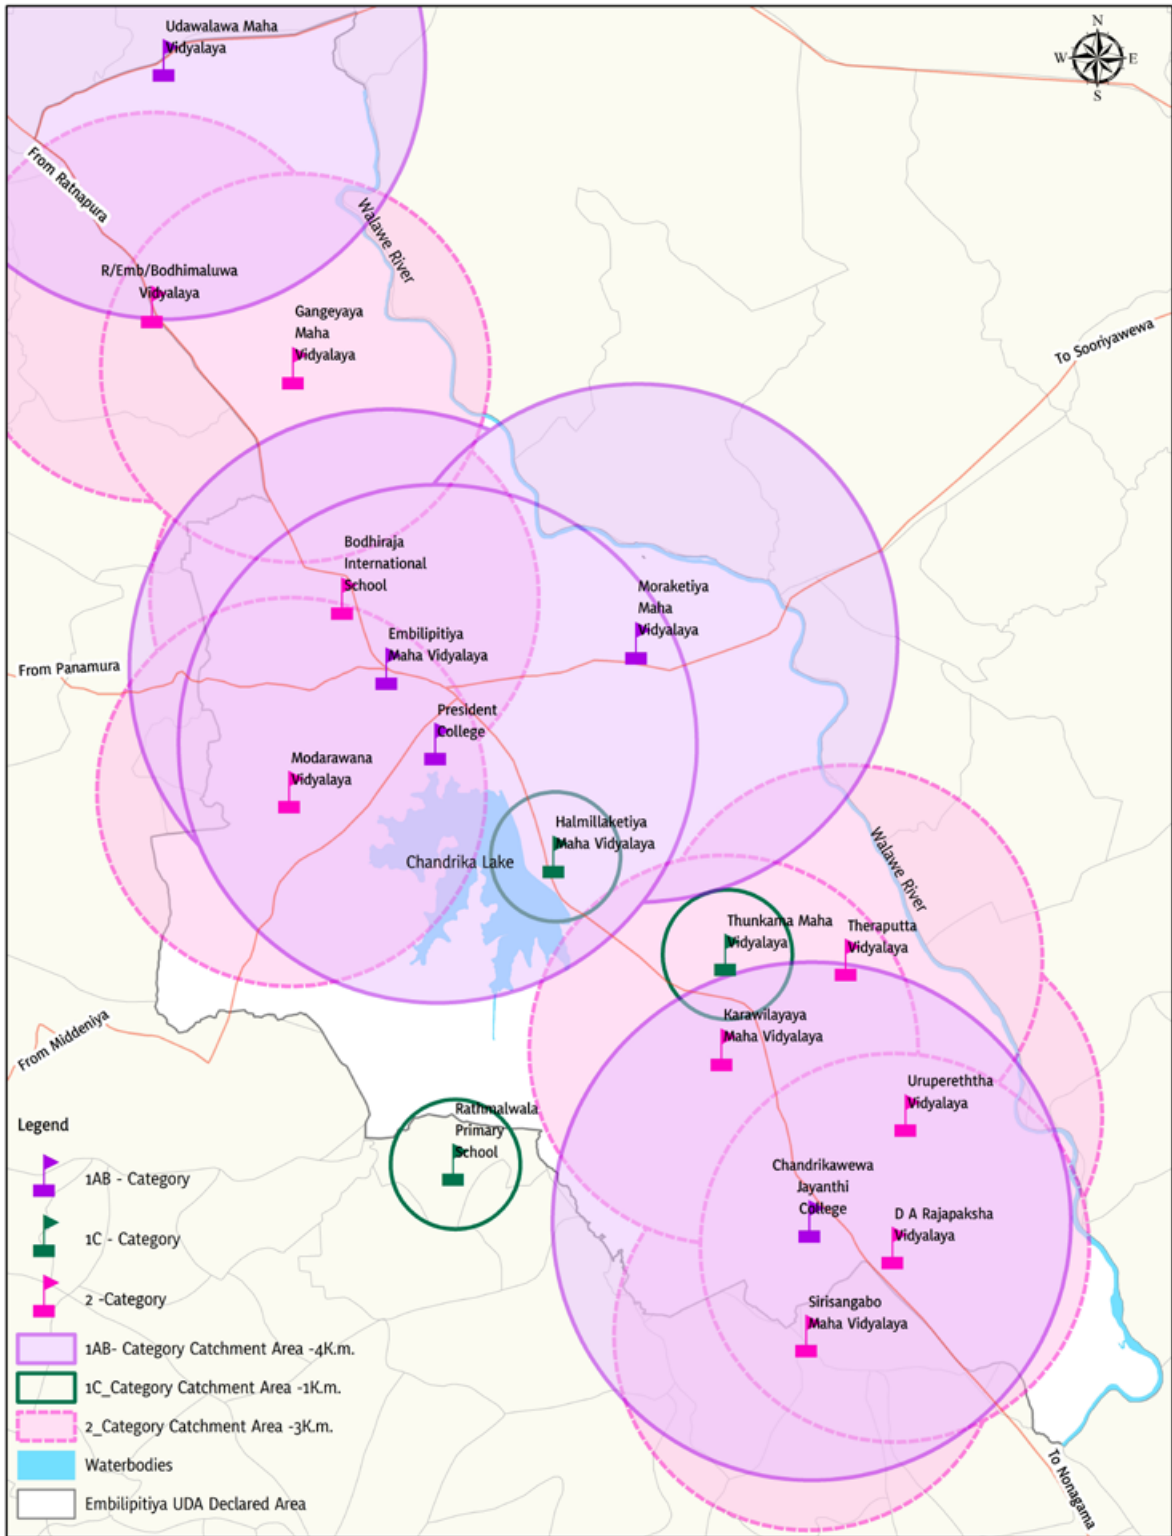 Udawalawa Maha
Vidyalaya
N
W
E
S
From Ratnapura
Walawe River
R/Emb/Bodhimaluwa
Vidyalaya
Gangeyaya
Maha
Vidyalaya
To Sooriyawewa
Bodhiraja
International
School
Moraketiya
Maha
Vidyalaya
Embilipitiya
Maha Vidyalaya
From Panamura
President
College
Modarawana
Vidyalaya
Halmillaketiya
Maha Vidyalaya
Chandrika Lake
Walawe River
Thunkama Maha
Vidyalaya
Theraputta
Vidyalaya
Karawilayaya
Maha Vidyalaya
From Middeniya
Urupereththa
Vidyalaya
Rathmalwala
Primary
School
Chandrikawewa
Jayanthi
College
D A Rajapaksha
Vidyalaya
Sirisangabo
Maha Vidyalaya
To Nonagama
Legend
1AB - Category
1C - Category
2 -Category
1AB- Category Catchment Area -4K.m.
1C_Category Catchment Area -1K.m.
2_Category Catchment Area -3K.m.
Waterbodies
Embilipitiya UDA Declared Area